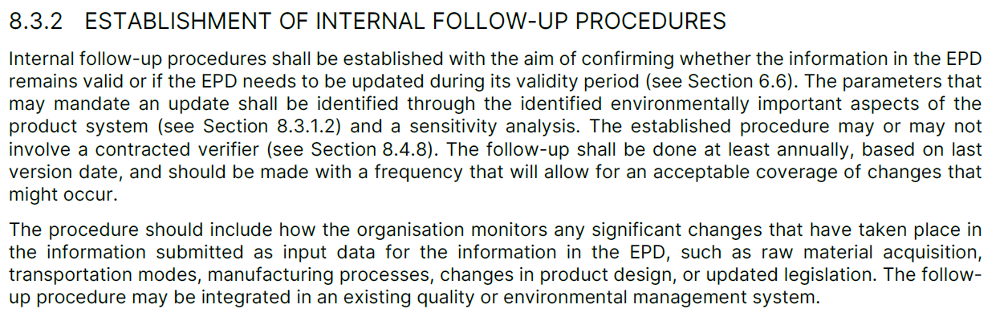 8.3.2 ESTABLISHMENT OF INTERNAL FOLLOW-UP PROCEDURES
Internal follow-up procedures shall be established with the aim of confirming whether the information in the EPD
remains valid or if the EPD needs to be updated during its validity period (see Section 6.6). The parameters that
may mandate an update shall be identified through the identified environmentally important aspects of the
product system (see Section 8.3.1.2) and a sensitivity analysis. The established procedure may or may not
involve a contracted verifier (see Section 8.4.8). The follow-up shall be done at least annually, based on last
version date, and should be made with a frequency that will allow for an acceptable coverage of changes that
might occur.
The procedure should include how the organisation monitors any significant changes that have taken place in
the information submitted as input data for the information in the EPD, such as raw material acquisition,
transportation modes, manufacturing processes, changes in product design, or updated legislation. The follow-
up procedure may be integrated in an existing quality or environmental management system.